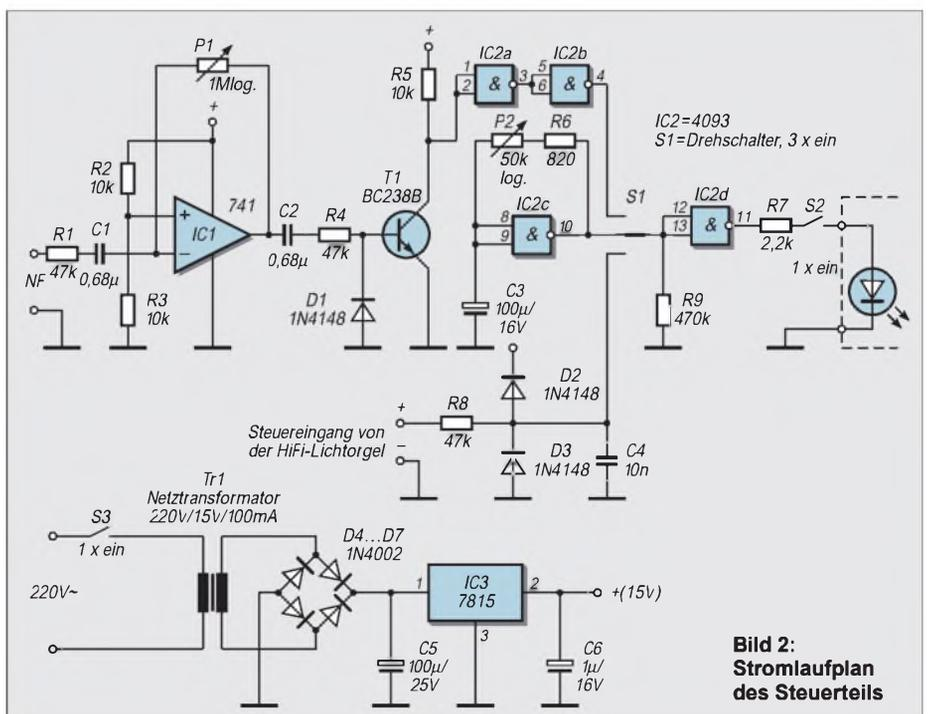 P1
1Mlog.
+
R2
10k
R1
47k
C1
0,68µ
NF
R3
10k
+
−
741
IC1
C2
0,68µ
R4
47k
D1
1N4148
T1
BC238B
+
R5
10k
IC2a
1
2
&
3
IC2b
5
6
&
4
P2
50k
log.
R6
820
IC2c
8
9
&
10
C3
100µ/
16V
IC2=4093
S1=Drehschalter, 3 x ein
S1
IC2d
12
13
&
11
R7
2,2k
S2
1 x ein
R9
470k
Steuereingang von
der HiFi-Lichtorgel
+
−
R8
47k
D2
1N4148
D3
1N4148
C4
10n
S3
1 x ein
220V~
Tr1
Netztransformator
220V/15V/100mA
D4...D7
1N4002
C5
100µ/
25V
1
IC3
7815
2
3
C6
1µ/
16V
+(15V)
Bild 2:
Stromlaufplan
des Steuerteils